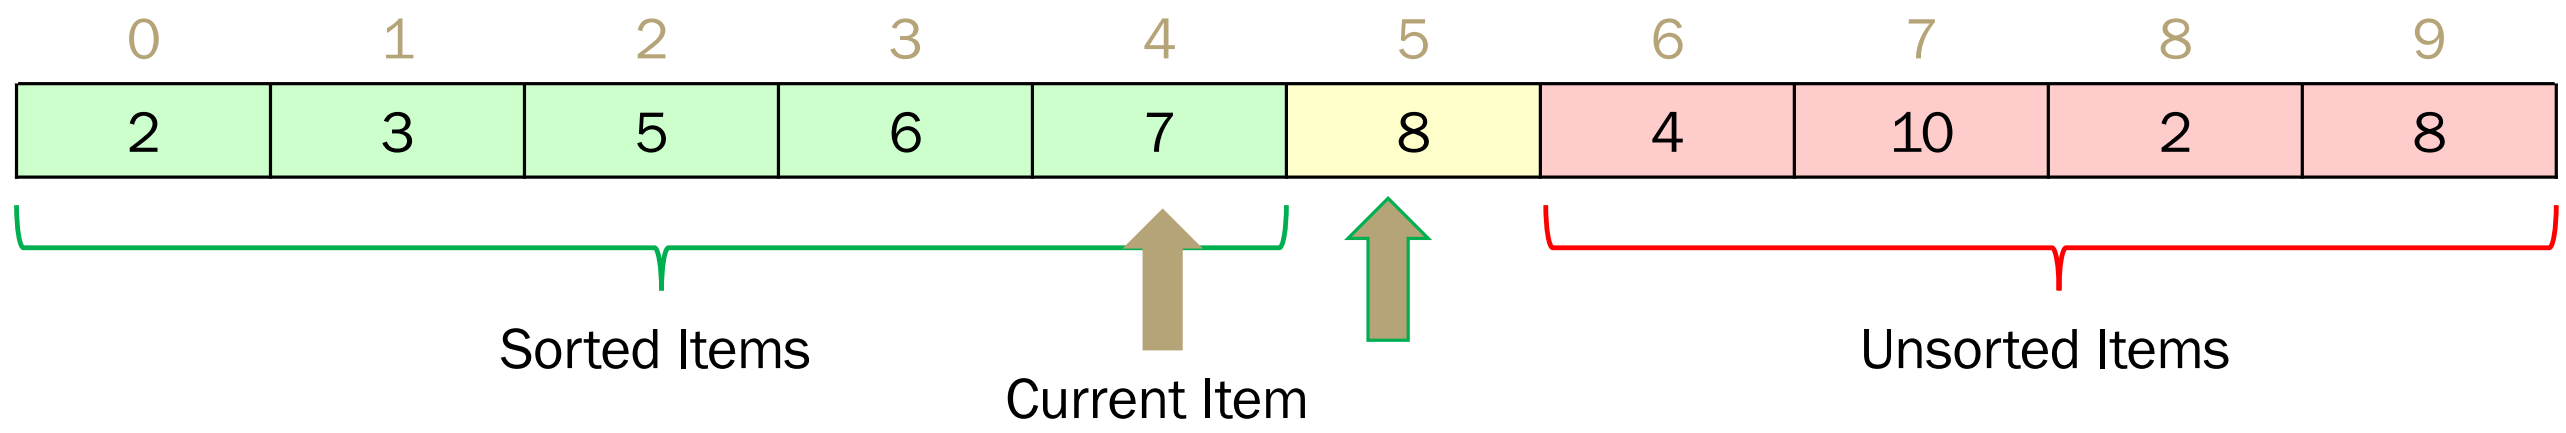 0 1 2 3 4 5 6 7 8 9
2 3 5 6 7 8 4 10 2 8
Sorted Items
Unsorted Items
Current Item